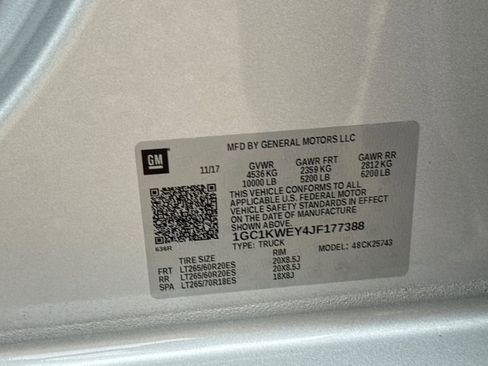 MFD BY GENERAL MOTORS LLC
GM
11/17 GVWR GAWR FRT GAWR RR
4536 KG 2359 KG 2812 KG
10000 LB 5200 LB 6200 LB
THIS VEHICLE CONFORMS TO ALL
APPLICABLE U.S. FEDERAL MOTOR
VEHICLE SAFETY STANDARDS IN EFFECT
ON THE DATE OF MANUFACTURE
SHOWN ABOVE.
1GC1KWEY4JF177388
TYPE: TRUCK MODEL: 48CK25743
636R
TIRE SIZE RIM
FRT LT265/60R20ES 20X8.5J
RR LT265/60R20ES 20X8.5J
SPA LT265/70R18ES 18X8J